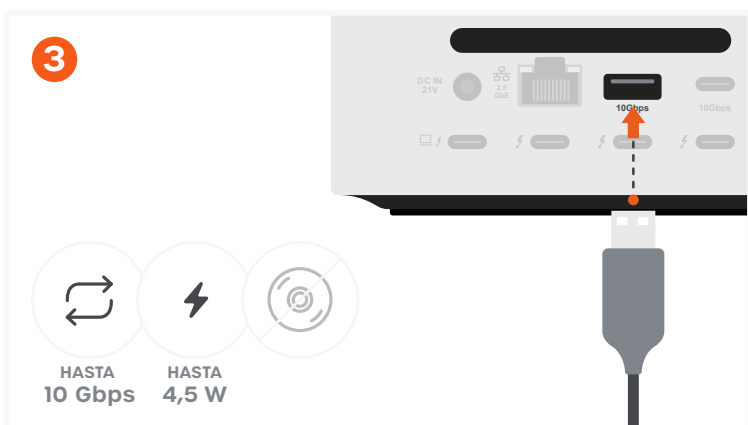 3
DC IN
21V
2.5
GbE
10Gbps
10Gbps
HASTA
10 Gbps
HASTA
4,5 W